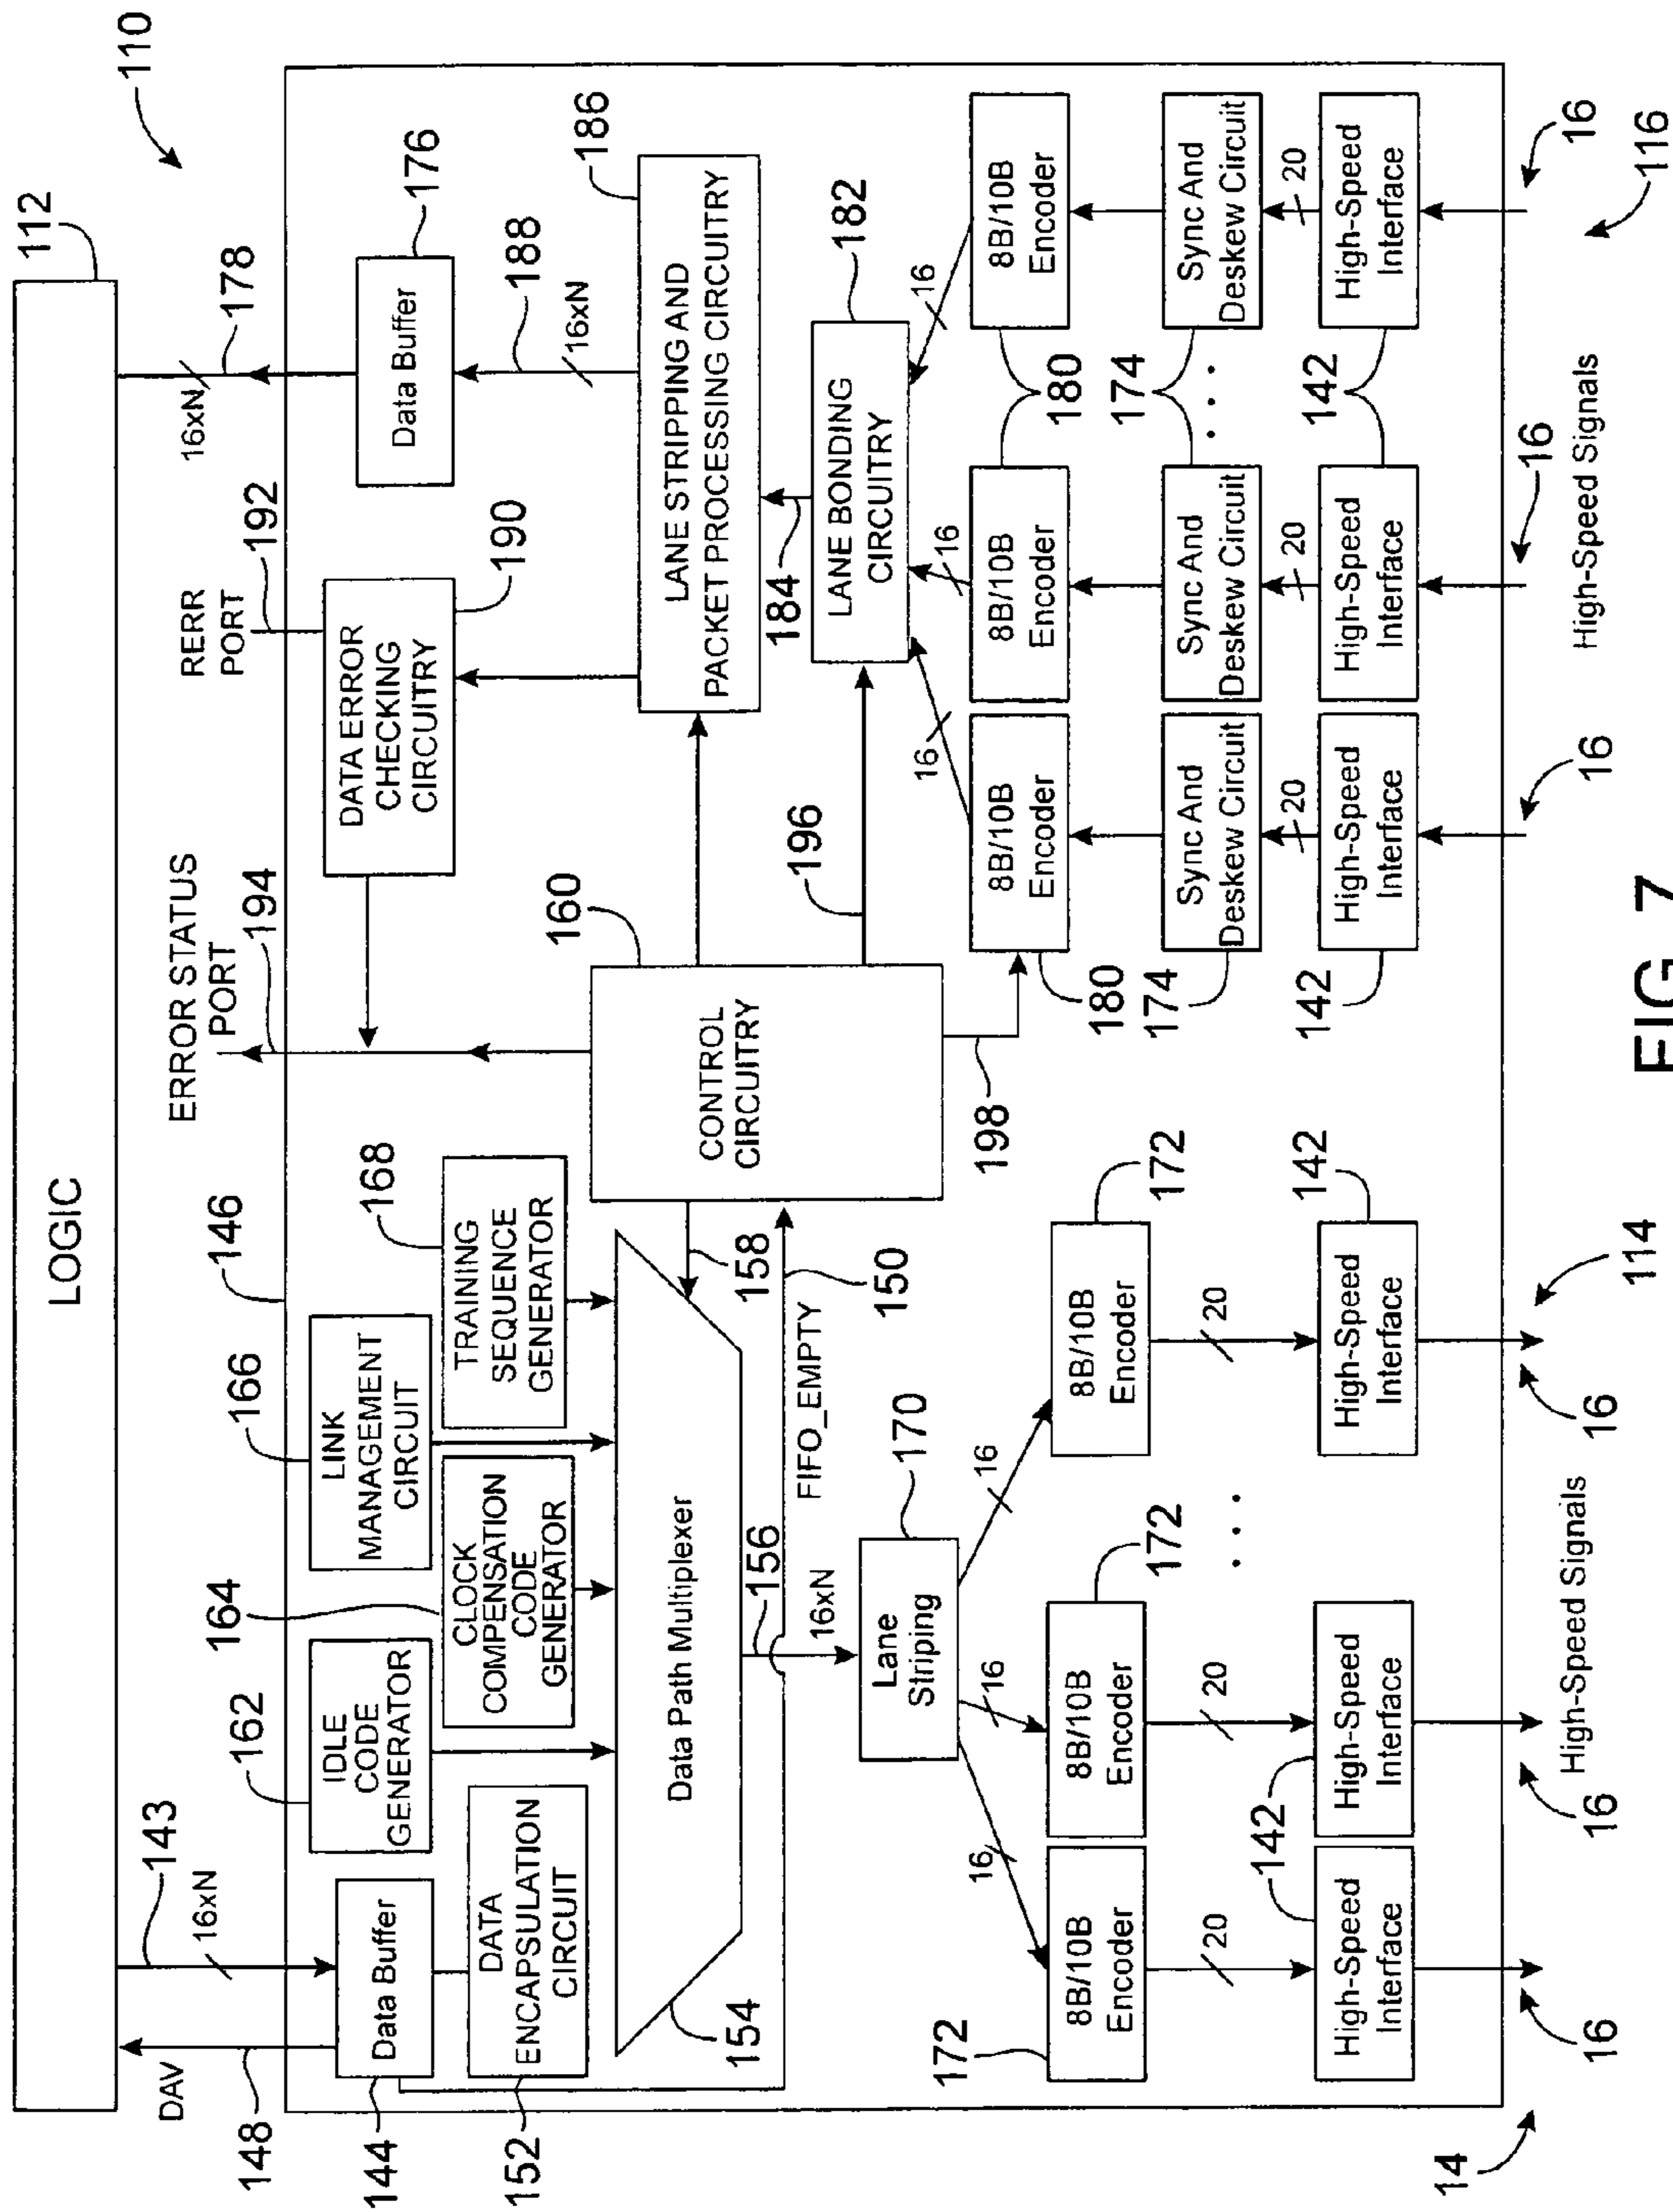 110
112
LOGIC
DAV
148
143
16xN
146
ERROR STATUS
PORT
194
RERR
PORT
192
16xN
178
144
Data Buffer
162
IDLE
CODE
GENERATOR
166
LINK
MANAGEMENT
CIRCUIT
168
152
DATA
ENCAPSULATION
CIRCUIT
164
CLOCK
COMPENSATION
CODE
GENERATOR
TRAINING
SEQUENCE
GENERATOR
DATA ERROR
CHECKING
CIRCUITRY
190
Data Buffer
176
188
16xN
160
CONTROL
CIRCUITRY
LANE STRIPPING AND
PACKET PROCESSING CIRCUITRY
186
154
Data Path Multiplexer
158
156
FIFO_EMPTY
150
196
184
LANE BONDING
CIRCUITRY
182
16xN
Lane
Striping
170
198
16
16
16
16
16
16
172
8B/10B
Encoder
8B/10B
Encoder
172
8B/10B
Encoder
172
180
8B/10B
Encoder
8B/10B
Encoder
180
8B/10B
Encoder
20
20
20
• • •
174
Sync And
Deskew Circuit
Sync And
Deskew Circuit
174
• • •
Sync And
Deskew Circuit
20
20
20
High-Speed
Interface
142
High-Speed
Interface
High-Speed
Interface
142
142
High-Speed
Interface
High-Speed
Interface
142
High-Speed
Interface
14
16
16
High-Speed Signals
16
114
16
16
High-Speed Signals
16
116
FIG. 7